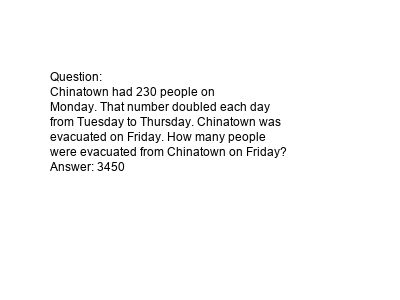 Question:
Chinatown had 230 people on
Monday. That number doubled each day
from Tuesday to Thursday. Chinatown was
evacuated on Friday. How many people
were evacuated from Chinatown on Friday?
Answer: 3450